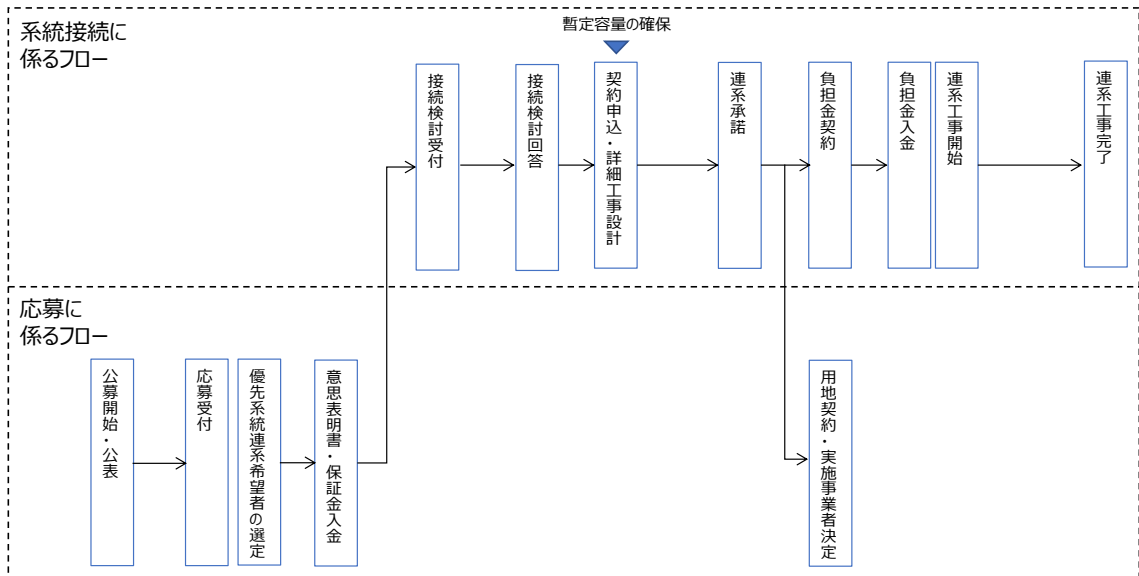 系統接続に
係るフロー
暫定容量の確保
接続検討受付
接続検討回答
契約申込・詳細工事設計
連系承諾
負担金契約
負担金入金
連系工事開始
連系工事完了
応募に
係るフロー
公募開始・公表
応募受付
優先系統連系希望者の選定
意思表明書・保証金入金
用地契約・実施事業者決定